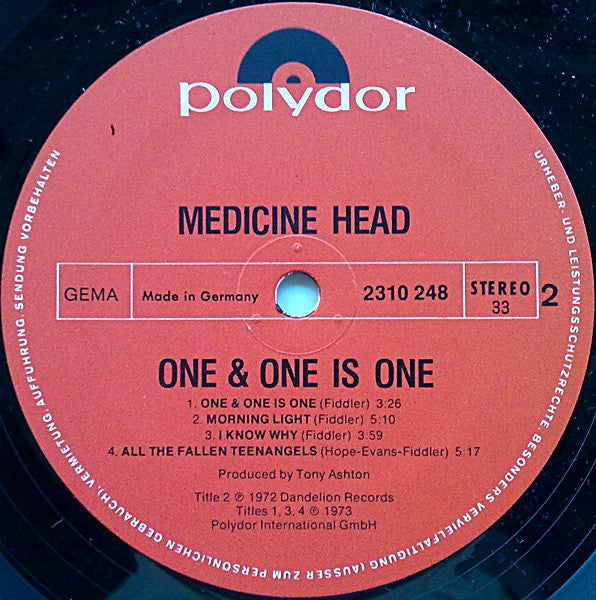 polydor
MEDICINE HEAD
GEMA
Made in Germany
2310 248
STEREO
33
2
ONE & ONE IS ONE
1. ONE & ONE IS ONE (Fiddler) 3:26
2. MORNING LIGHT (Fiddler) 5:10
3. I KNOW WHY (Fiddler) 3:59
4. ALL THE FALLEN TEENANGELS (Hope-Evans-Fiddler) 5:17
Produced by Tony Ashton
Title 2 ℗ 1972 Dandelion Records
Titles 1, 3, 4 ℗ 1973
Polydor International GmbH
URHEBER- UND LEISTUNGSSCHUTZRECHTE, BESONDERS VERVIELFÄLTIGUNG (AUSSER ZUM PERSÖNLICHEN GEBRAUCH), VERMIETUNG, AUFFÜHRUNG, SENDUNG VORBEHALTEN